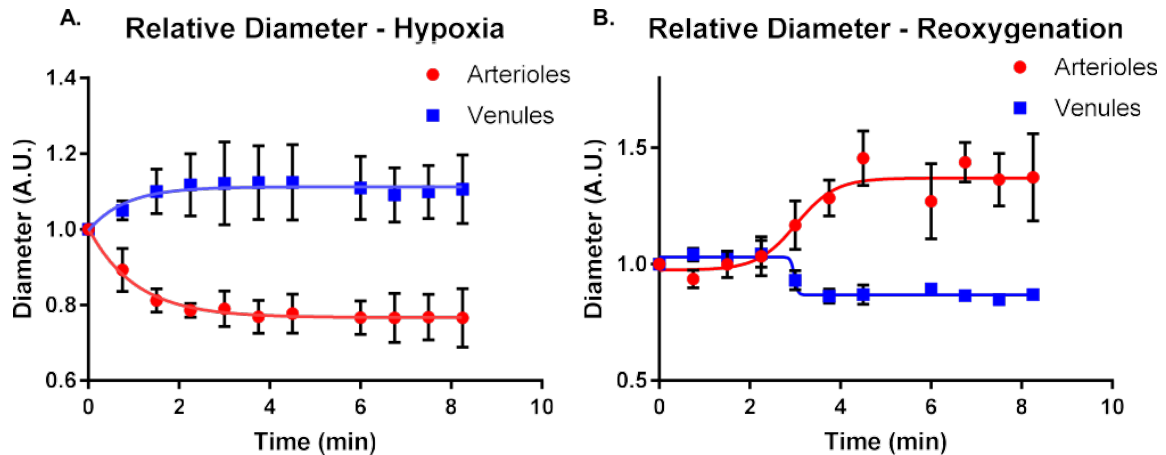 A.
Relative Diameter - Hypoxia
Arterioles
Venules
Diameter (A.U.)
1.4
1.2
1.0
0.8
0.6
0 2 4 6 8 10
Time (min)
B.
Relative Diameter - Reoxygenation
Arterioles
Venules
Diameter (A.U.)
1.5
1.0
0.5
0 2 4 6 8 10
Time (min)